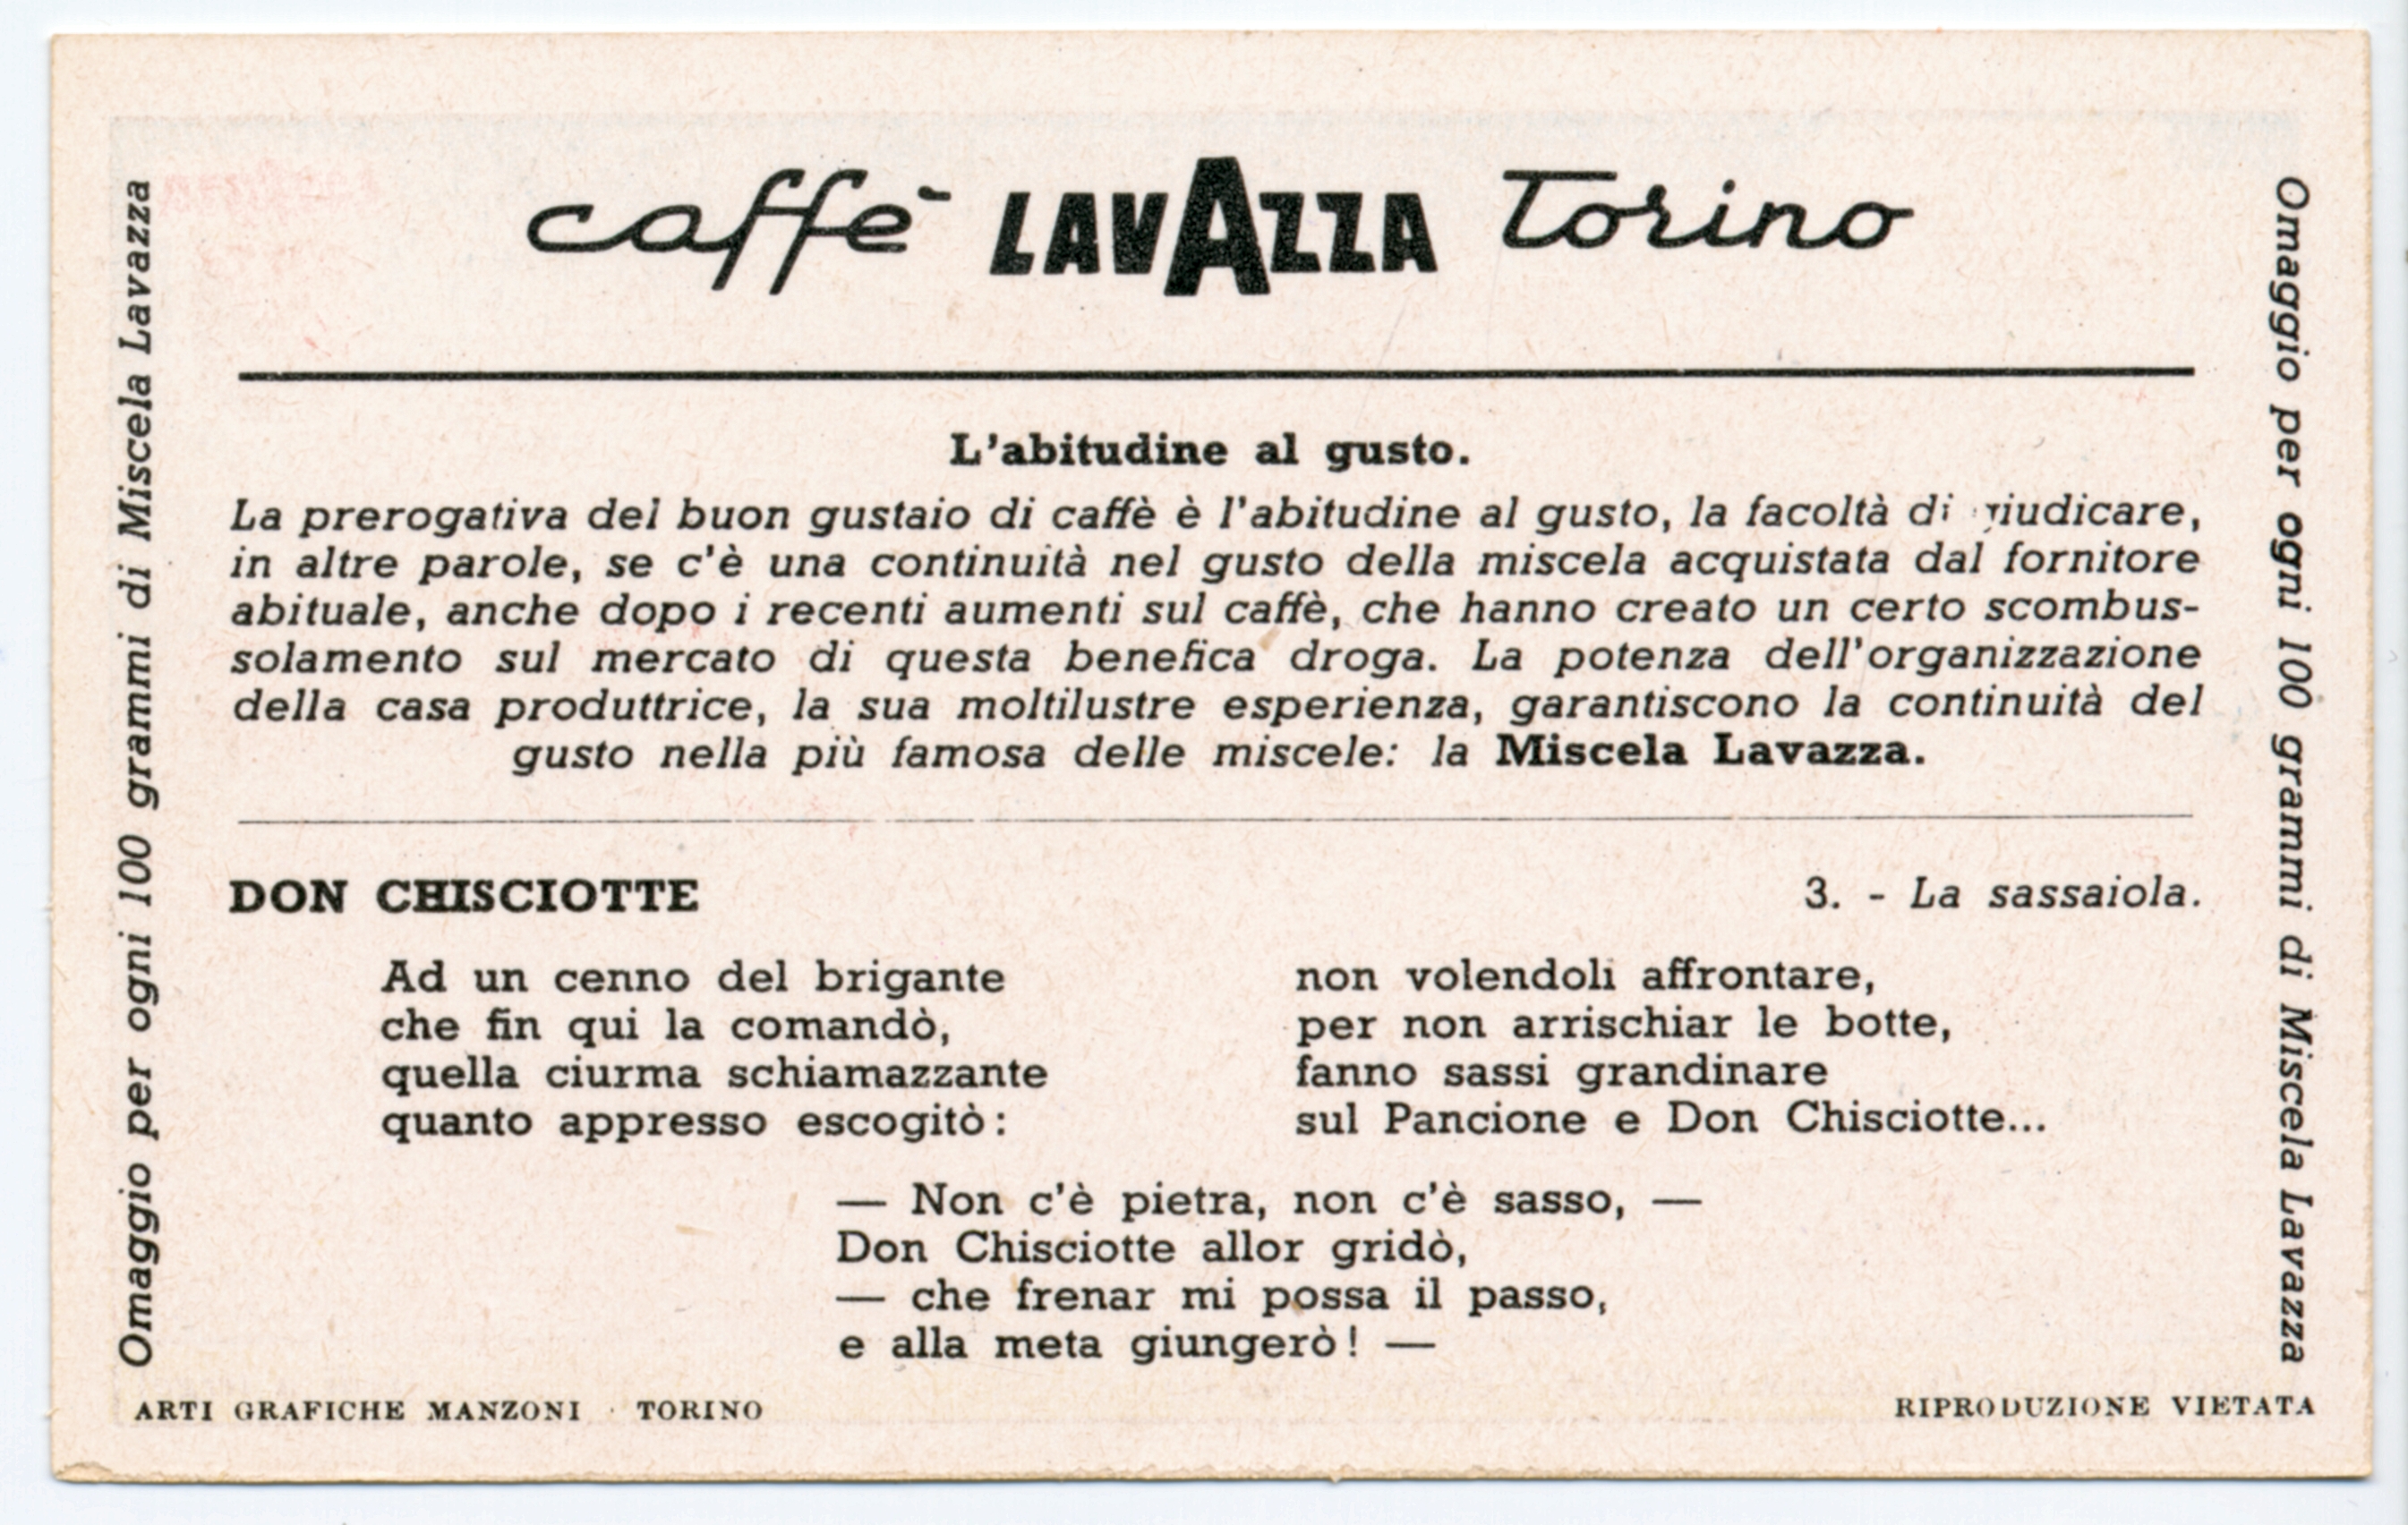 caffè LAVAZZA Torino
L'abitudine al gusto.
La prerogativa del buon gustaio di caffè è l'abitudine al gusto, la facoltà di giudicare,
in altre parole, se c'è una continuità nel gusto della miscela acquistata dal fornitore
abituale, anche dopo i recenti aumenti sul caffè, che hanno creato un certo scombus-
solamento sul mercato di questa benefica droga. La potenza dell'organizzazione
della casa produttrice, la sua moltilustre esperienza, garantiscono la continuità del
gusto nella più famosa delle miscele: la Miscela Lavazza.
DON CHISCIOTTE
3. - La sassaiola.
Ad un cenno del brigante
che fin qui la comandò,
quella ciurma schiamazzante
quanto appresso escogitò:
non volendoli affrontare,
per non arrischiar le botte,
fanno sassi grandinare
sul Pancione e Don Chisciotte...
— Non c'è pietra, non c'è sasso, —
Don Chisciotte allor gridò,
— che frenar mi possa il passo,
e alla meta giungerò! —
ARTI GRAFICHE MANZONI · TORINO
RIPRODUZIONE VIETATA
Omaggio per ogni 100 grammi di Miscela Lavazza
Omaggio per ogni 100 grammi di Miscela Lavazza